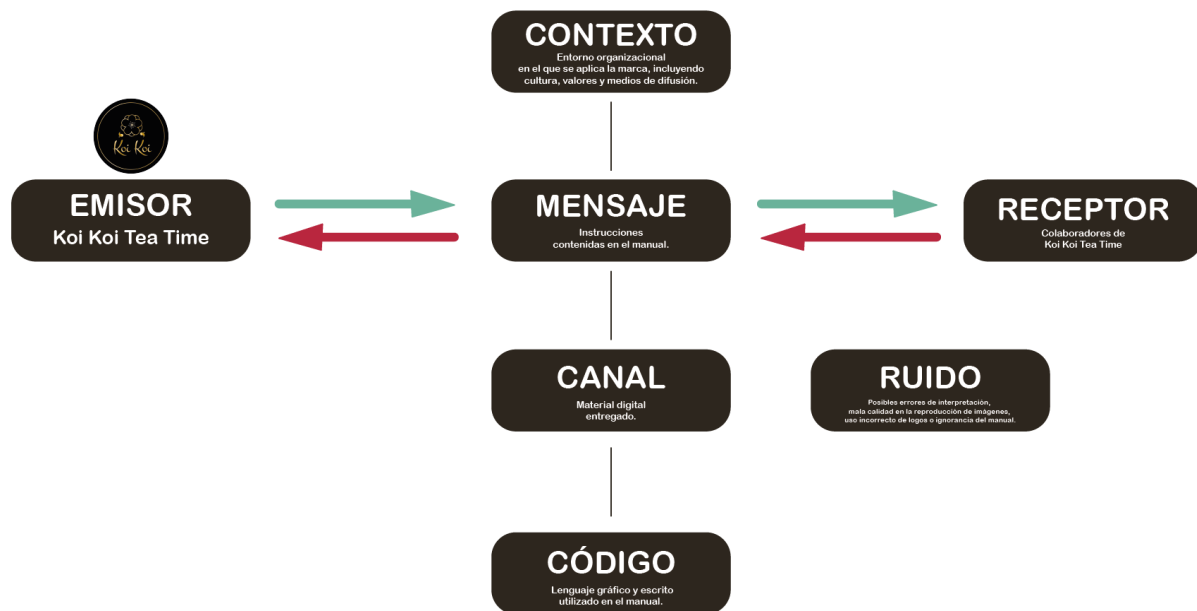 CONTEXTO
Entorno organizacional
en el que se aplica la marca, incluyendo
cultura, valores y medios de difusión.
Koi Koi
EMISOR
Koi Koi Tea Time
MENSAJE
Instrucciones
contenidas en el manual.
RECEPTOR
Colaboradores de
Koi Koi Tea Time
CANAL
Material digital
entregado.
RUIDO
Posibles errores de interpretación,
mala calidad en la reproducción de imágenes,
uso incorrecto de logos o ignorancia del manual.
CÓDIGO
Lenguaje gráfico y escrito
utilizado en el manual.